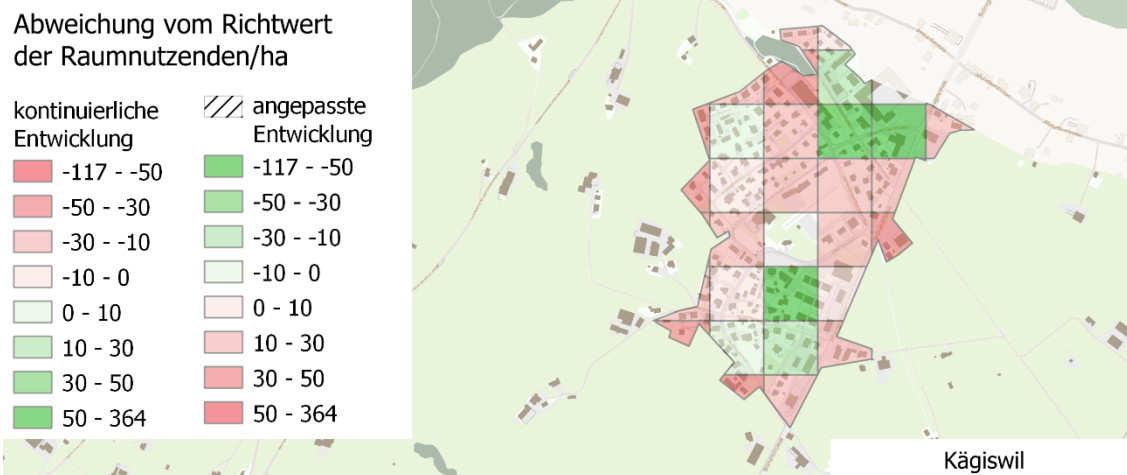 Abweichung vom Richtwert
der Raumnutzenden/ha
kontinuierliche
Entwicklung
-117 - -50
-50 - -30
-30 - -10
-10 - 0
0 - 10
10 - 30
30 - 50
50 - 364
angepasste
Entwicklung
-117 - -50
-50 - -30
-30 - -10
-10 - 0
0 - 10
10 - 30
30 - 50
50 - 364
Kägiswil